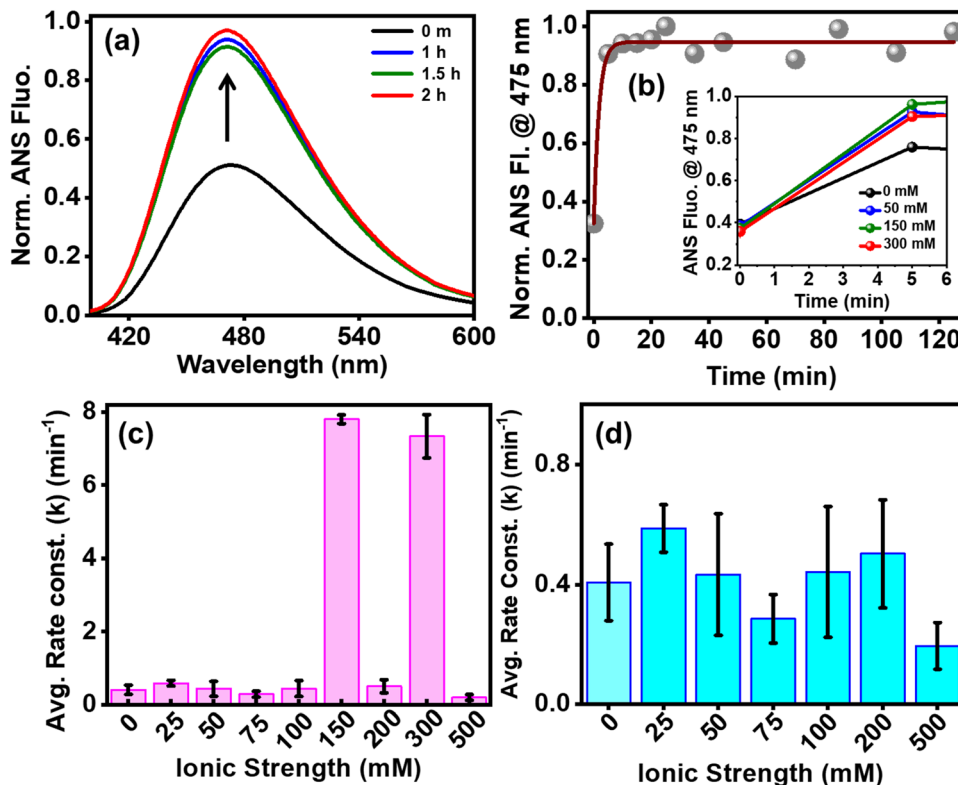 (a)
0 m
1 h
1.5 h
2 h
Norm. ANS Fluo.
1.0
0.8
0.6
0.4
0.2
0.0
420 480 540 600
Wavelength (nm)
(b)
Norm. ANS Fl. @ 475 nm
1.0
0.8
0.6
0.4
0.2
0.0
0 20 40 60 80 100 120
Time (min)
ANS Fluo. @ 475 nm
1.0
0.8
0.6
0.4
0.2
0 mM
50 mM
150 mM
300 mM
0 1 2 3 4 5 6
Time (min)
(c)
Avg. Rate const. (k) (min⁻¹)
8
6
4
2
0
0 25 50 75 100 150 200 300 500
Ionic Strength (mM)
(d)
Avg. Rate Const. (k) (min⁻¹)
0.8
0.4
0.0
0 25 50 75 100 200 500
Ionic Strength (mM)